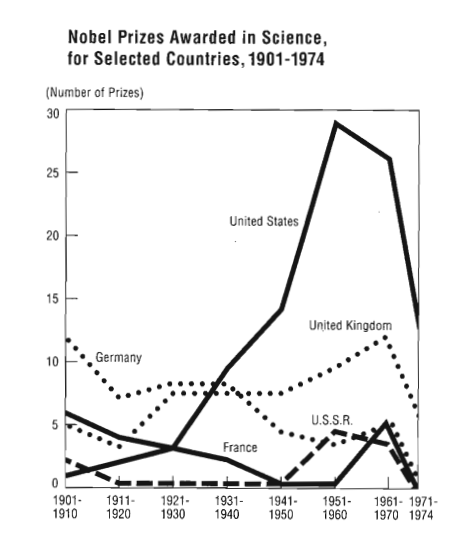 Nobel Prizes Awarded in Science,
for Selected Countries, 1901-1974
(Number of Prizes)
30
25
20
15
10
5
0
United States
United Kingdom
Germany
U.S.S.R.
France
1901- 1911- 1921- 1931- 1941- 1951- 1961- 1971-
1910 1920 1930 1940 1950 1960 1970 1974